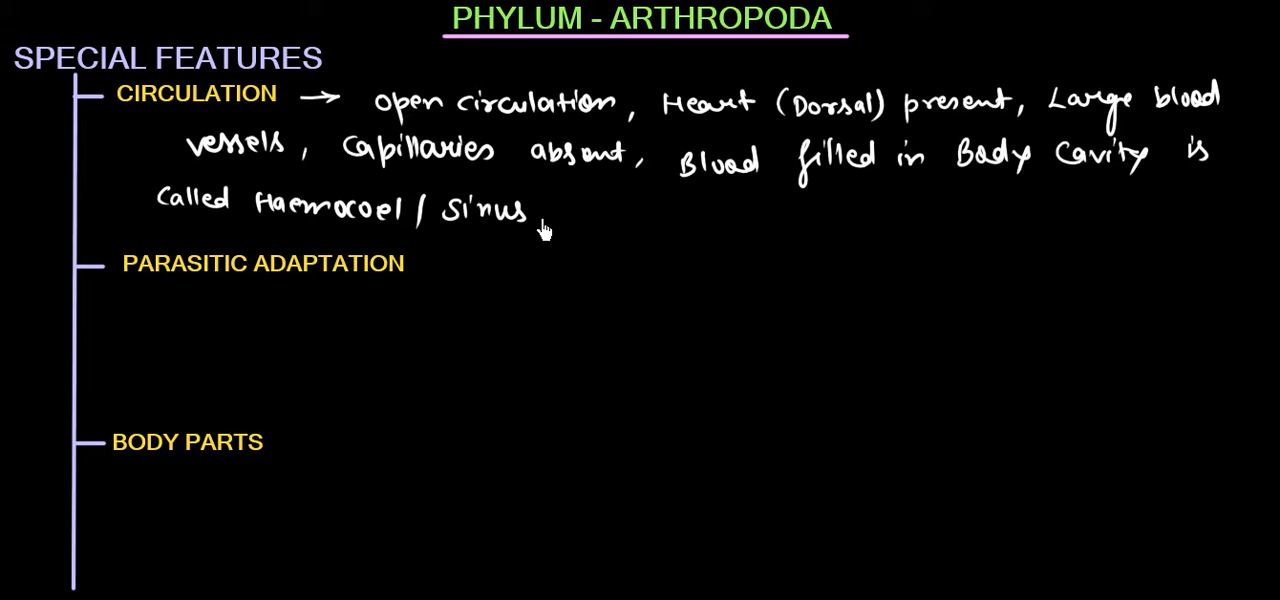 PHYLUM - ARTHROPODA
SPECIAL FEATURES
CIRCULATION → open circulation, Heart (Dorsal) present, Large blood
vessels, Capillaries absent, Blood filled in Body Cavity is
Called Haemocoel / Sinus
PARASITIC ADAPTATION
BODY PARTS